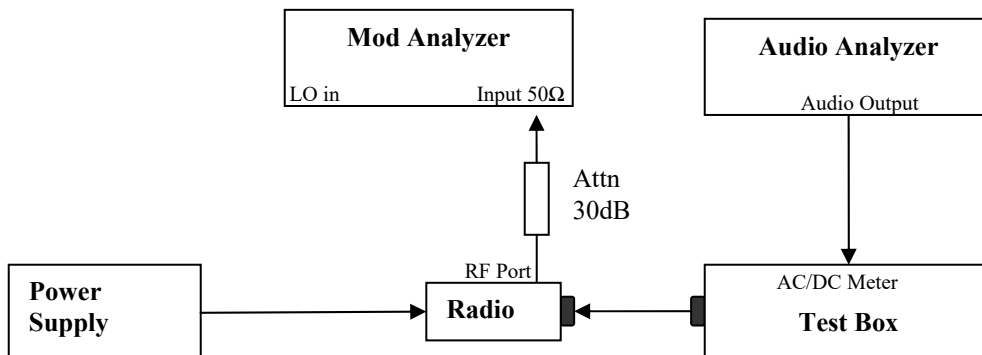 Mod Analyzer
LO in
Input 50Ω
Audio Analyzer
Audio Output
Attn
30dB
RF Port
Power
Supply
Radio
AC/DC Meter
Test Box